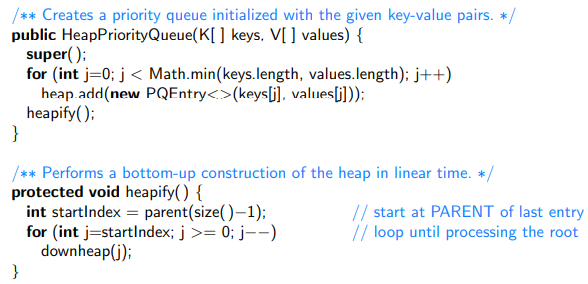 /** Creates a priority queue initialized with the given key-value pairs. */
public HeapPriorityQueue(K[ ] keys, V[ ] values) {
super( );
for (int j=0; j < Math.min(keys.length, values.length); j++)
heap.add(new PQEntry<>(keys[j], values[j]));
heapify( );
}
/** Performs a bottom-up construction of the heap in linear time. */
protected void heapify( ) {
int startIndex = parent(size( )−1); // start at PARENT of last entry
for (int j=startIndex; j >= 0; j−−) // loop until processing the root
downheap(j);
}